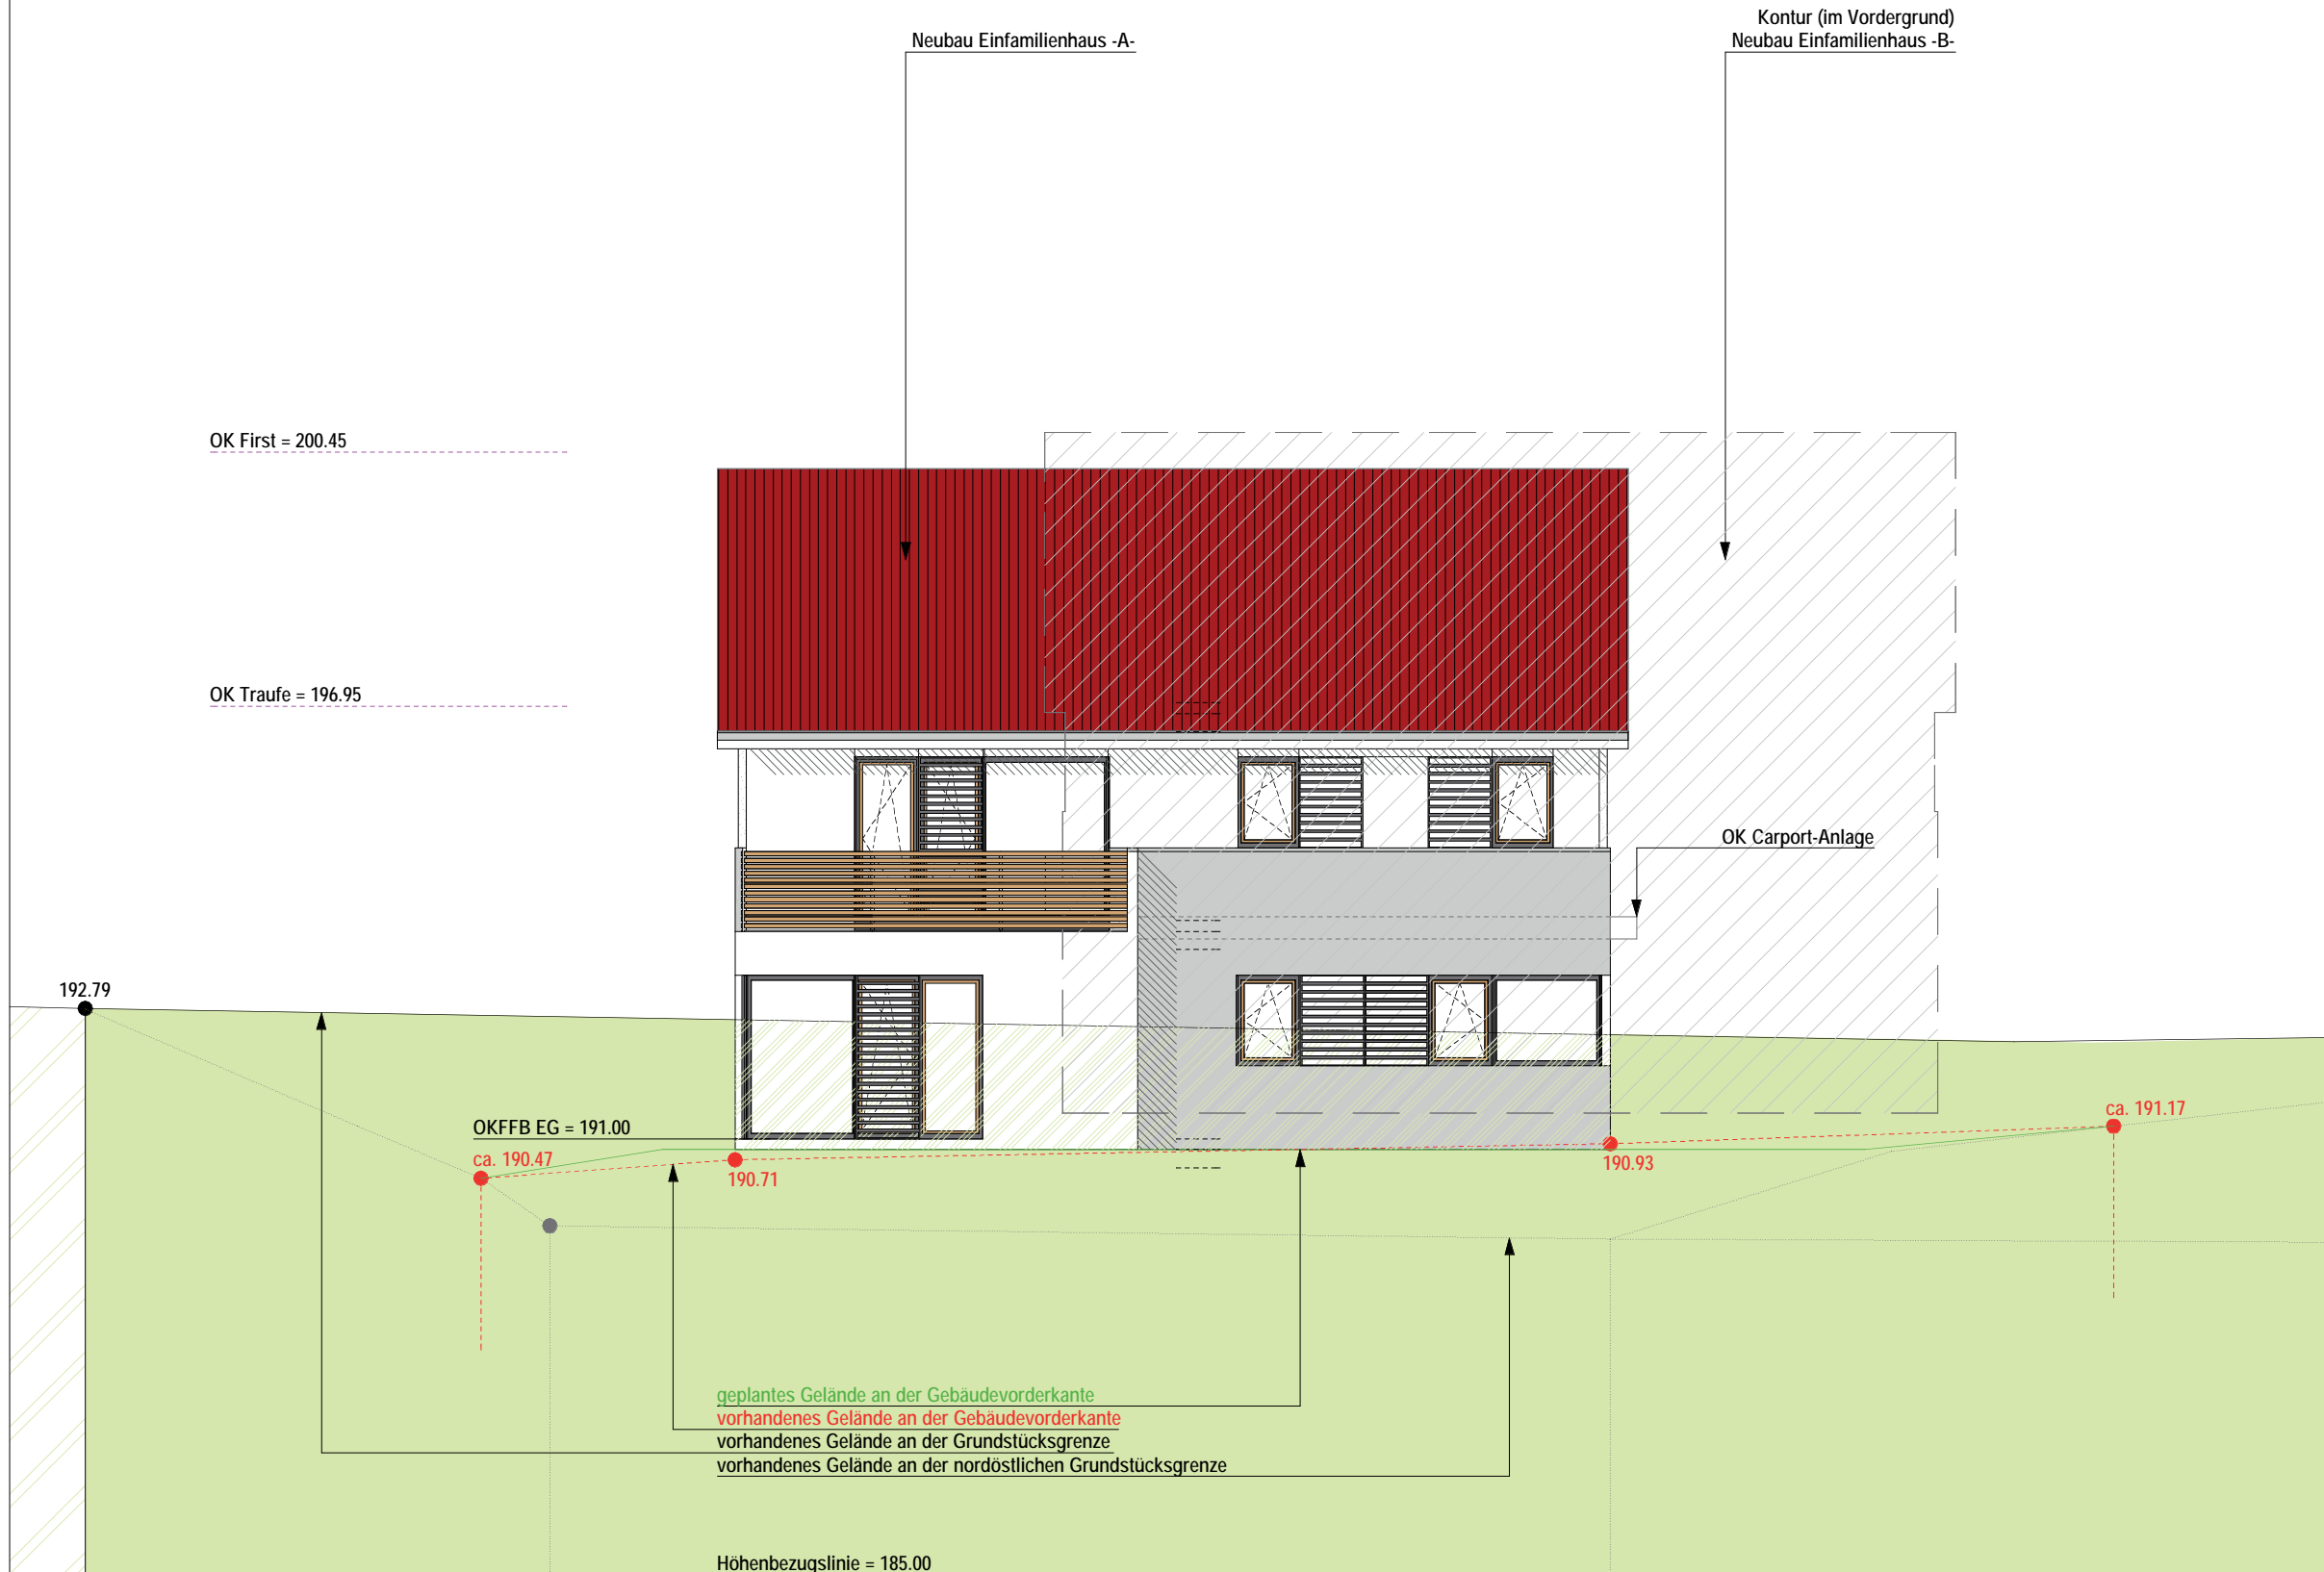 Kontur (im Vordergrund)
Neubau Einfamilienhaus -A-
Neubau Einfamilienhaus -B-
OK First = 200.45
OK Traufe = 196.95
OK Carport-Anlage
192.79
OKFFB EG = 191.00
ca. 191.17
ca. 190.47
190.71
190.93
geplantes Gelände an der Gebäudevorderkante
vorhandenes Gelände an der Gebäudevorderkante
vorhandenes Gelände an der Grundstücksgrenze
vorhandenes Gelände an der nordöstlichen Grundstücksgrenze
Höhenbezugslinie = 185.00